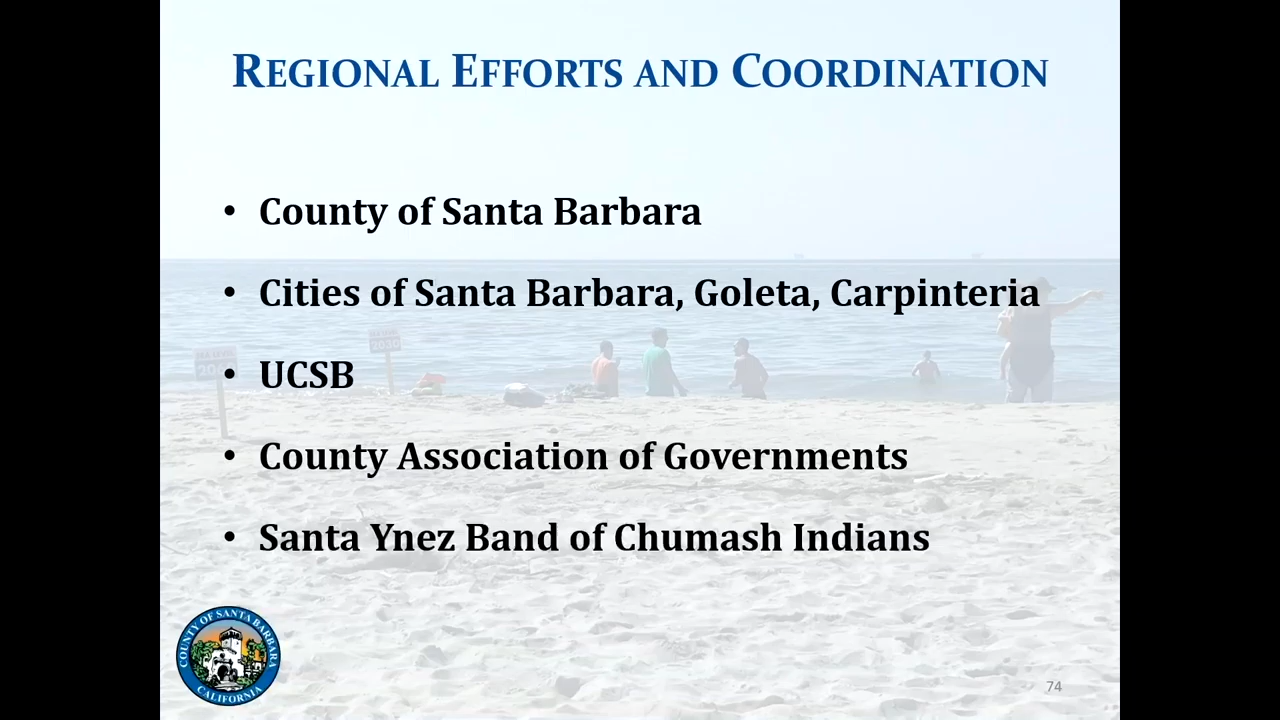 REGIONAL EFFORTS AND COORDINATION
• County of Santa Barbara
• Cities of Santa Barbara, Goleta, Carpinteria
• UCSB
• County Association of Governments
• Santa Ynez Band of Chumash Indians
COUNTY OF SANTA BARBARA
CALIFORNIA
74